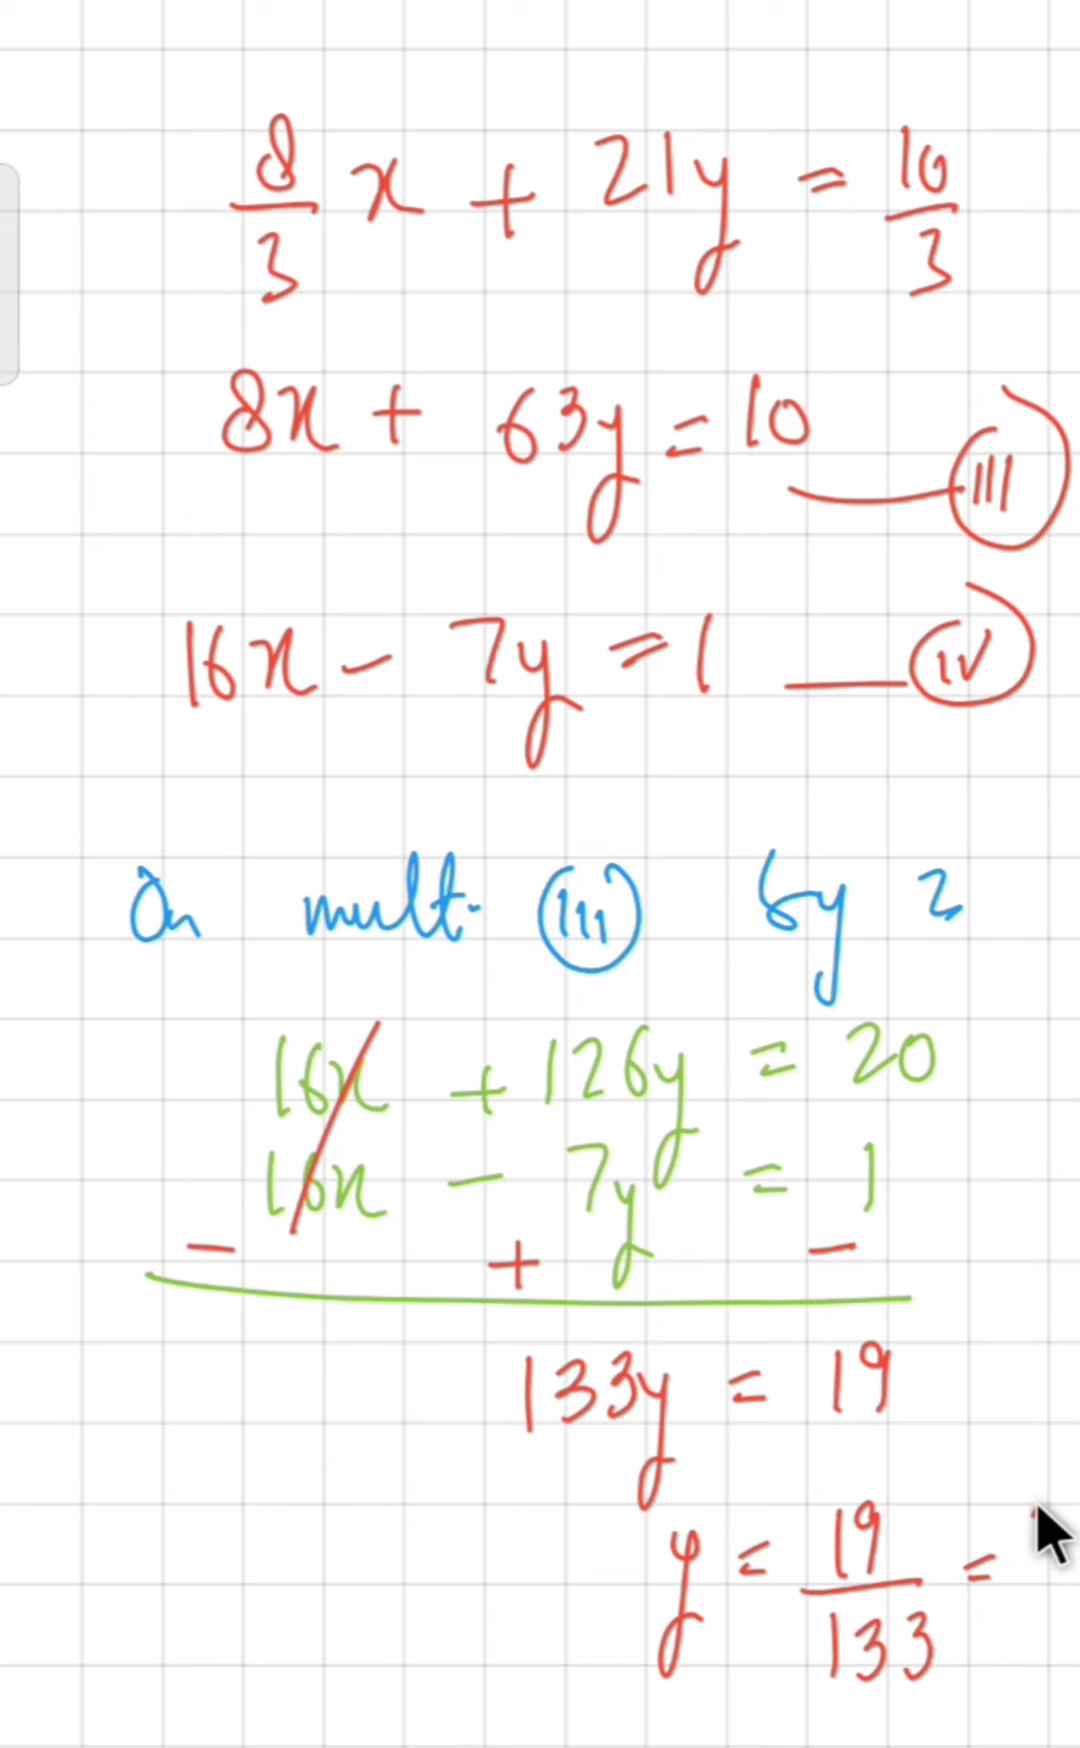 8/3 x + 21y = 10/3
8x + 63y = 10 — (iii)
16x - 7y = 1 — (iv)
On mult. (iii) by 2
16x + 126y = 20
16x - 7y = 1
- + -
133y = 19
y = 19/133 =